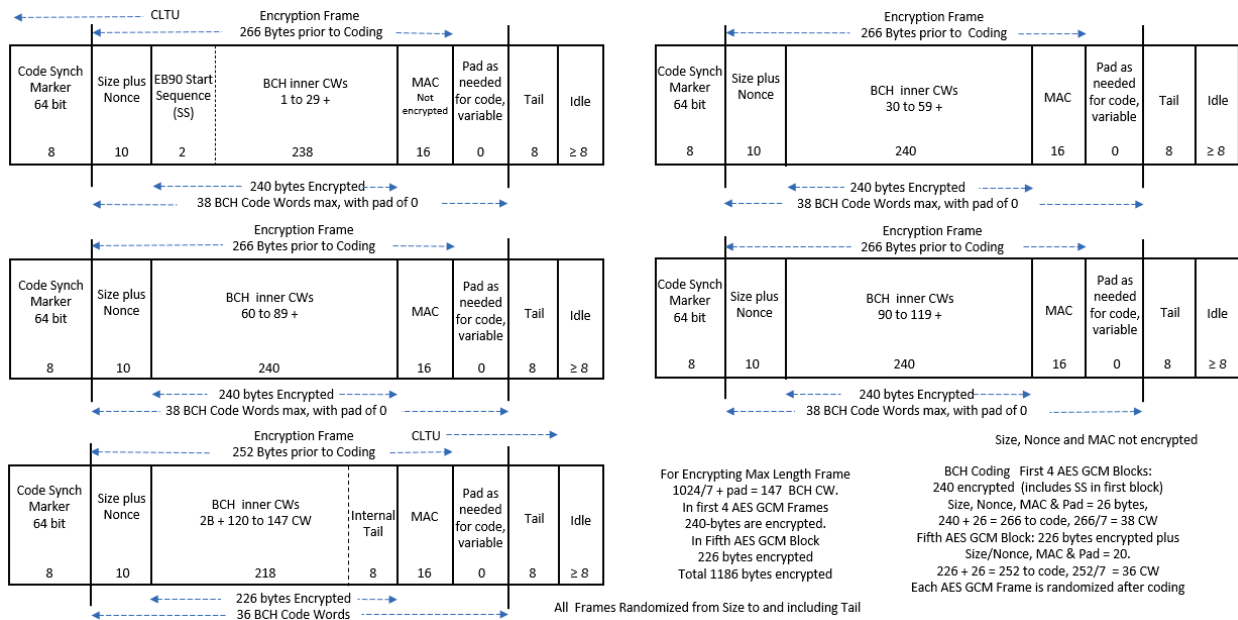 CLTU
Encryption Frame
266 Bytes prior to Coding
Code Synch
Marker
64 bit
8
Size plus
Nonce
10
EB90 Start
Sequence
(SS)
2
BCH inner CWs
1 to 29 +
238
MAC
Not
encrypted
16
Pad as
needed
for code,
variable
0
Tail
8
Idle
≥ 8
240 bytes Encrypted
38 BCH Code Words max, with pad of 0
Encryption Frame
266 Bytes prior to Coding
Code Synch
Marker
64 bit
8
Size plus
Nonce
10
BCH inner CWs
30 to 59 +
240
MAC
16
Pad as
needed
for code,
variable
0
Tail
8
Idle
≥ 8
240 bytes Encrypted
38 BCH Code Words max, with pad of 0
Encryption Frame
266 Bytes prior to Coding
Code Synch
Marker
64 bit
8
Size plus
Nonce
10
BCH inner CWs
60 to 89 +
240
MAC
16
Pad as
needed
for code,
variable
0
Tail
8
Idle
≥ 8
240 bytes Encrypted
38 BCH Code Words max, with pad of 0
Encryption Frame
266 Bytes prior to Coding
Code Synch
Marker
64 bit
8
Size plus
Nonce
10
BCH inner CWs
90 to 119 +
240
MAC
16
Pad as
needed
for code,
variable
0
Tail
8
Idle
≥ 8
240 bytes Encrypted
38 BCH Code Words max, with pad of 0
Encryption Frame
CLTU
252 Bytes prior to Coding
Code Synch
Marker
64 bit
8
Size plus
Nonce
10
BCH inner CWs
2B + 120 to 147 CW
218
Internal
Tail
8
MAC
16
Pad as
needed
for code,
variable
0
Tail
8
Idle
≥ 8
226 bytes Encrypted
36 BCH Code Words
For Encrypting Max Length Frame
1024/7 + pad = 147 BCH CW.
In first 4 AES GCM Frames
240-bytes are encrypted.
In Fifth AES GCM Block
226 bytes encrypted
Total 1186 bytes encrypted
Size, Nonce and MAC not encrypted
BCH Coding First 4 AES GCM Blocks:
240 encrypted (includes SS in first block)
Size, Nonce, MAC & Pad = 26 bytes,
240 + 26 = 266 to code, 266/7 = 38 CW
Fifth AES GCM Block: 226 bytes encrypted plus
Size/Nonce, MAC & Pad = 20.
226 + 26 = 252 to code, 252/7 = 36 CW
Each AES GCM Frame is randomized after coding
All Frames Randomized from Size to and including Tail